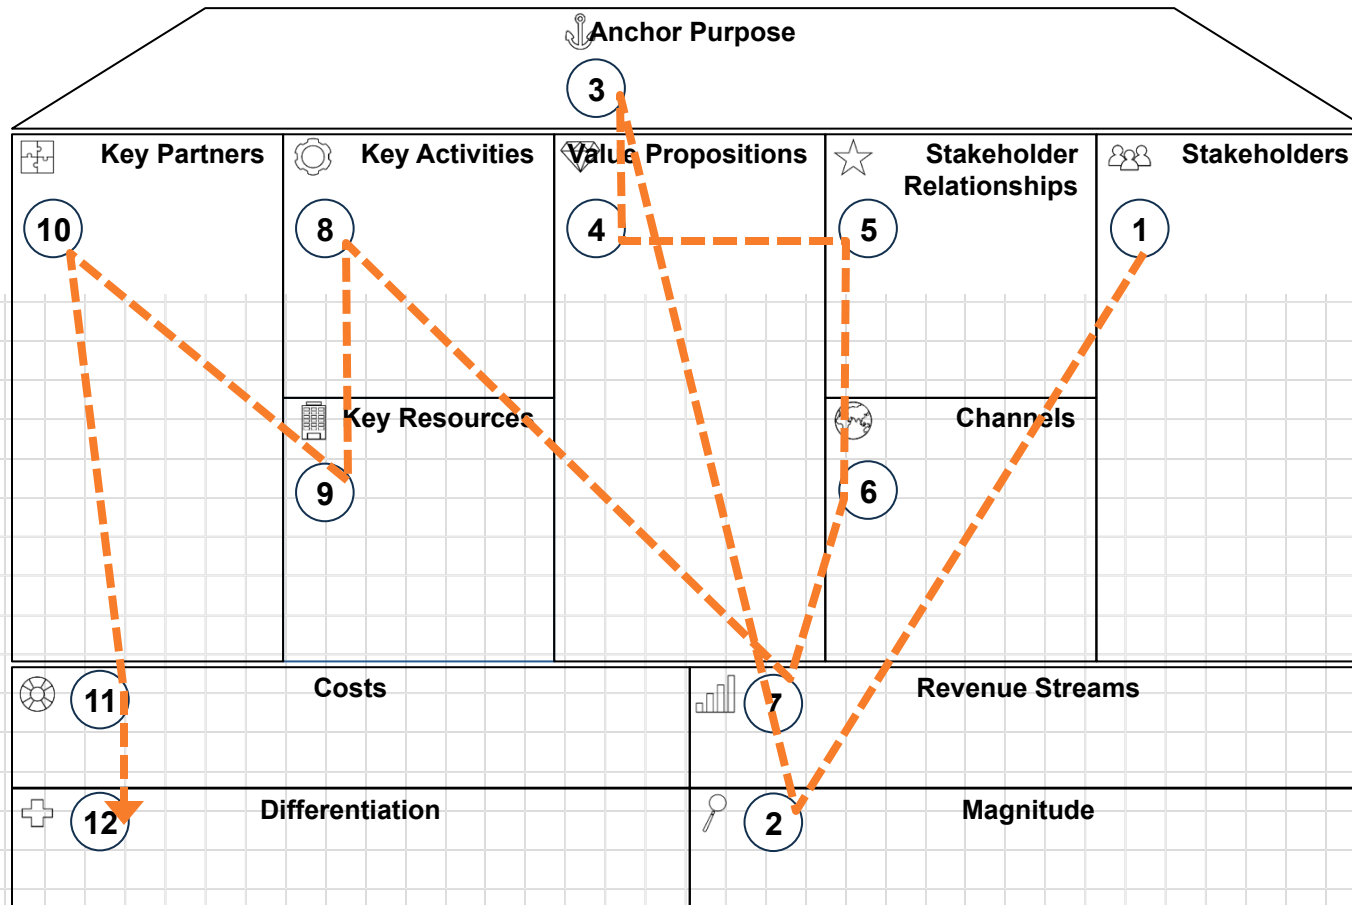 Anchor Purpose
3
Key Partners
10
Key Activities
8
Value Propositions
4
Stakeholder
Relationships
5
Stakeholders
1
Key Resources
9
Channels
6
Costs
11
Revenue Streams
7
Differentiation
12
Magnitude
2